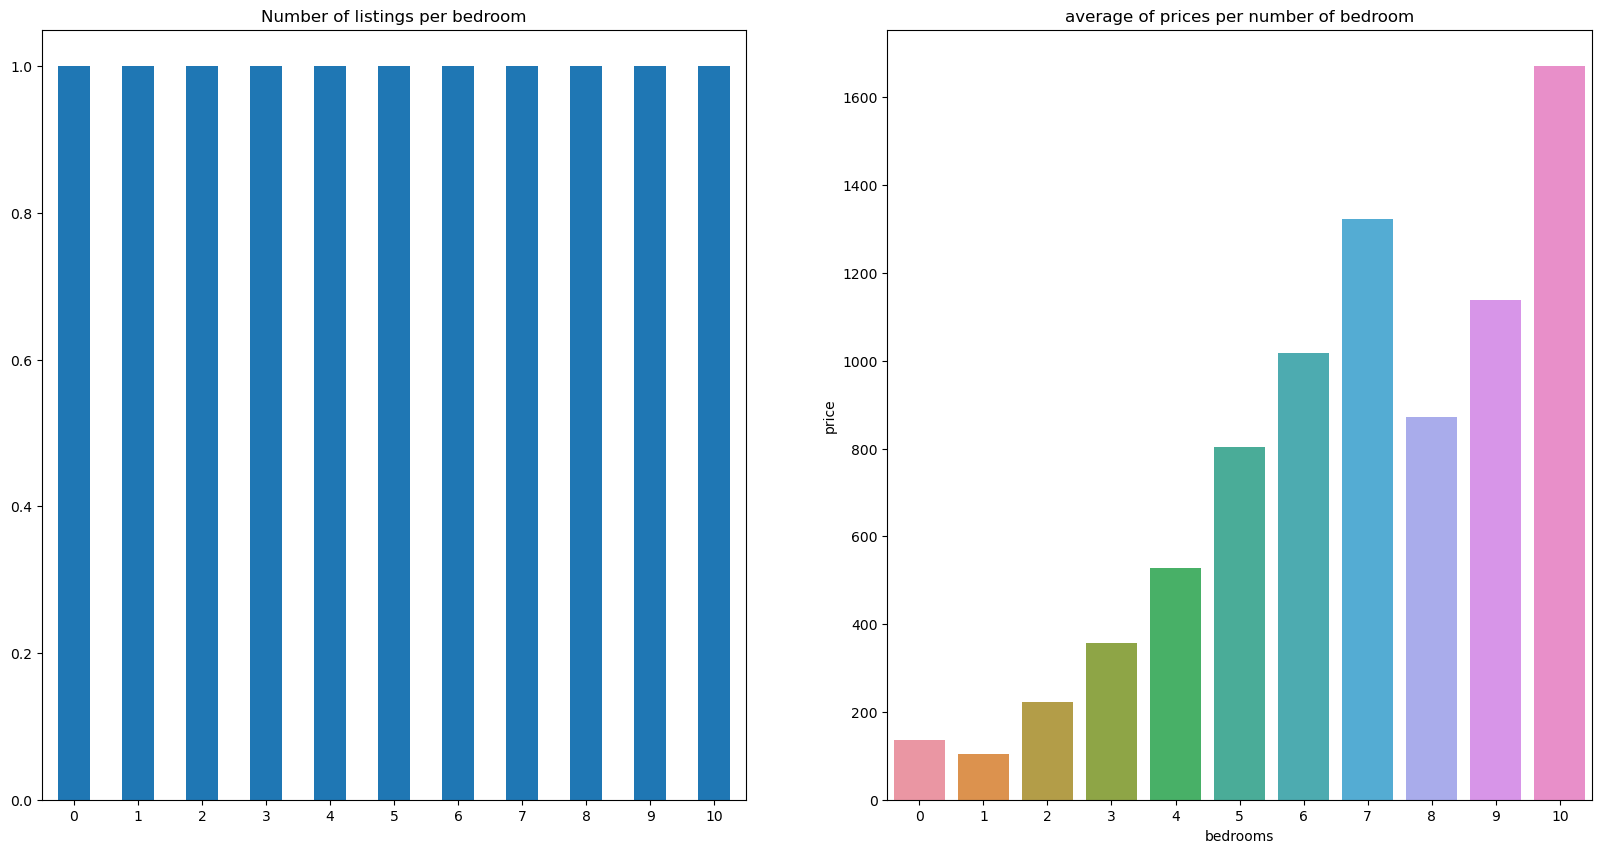 Number of listings per bedroom
1.0
0.8
0.6
0.4
0.2
0.0
0 1 2 3 4 5 6 7 8 9 10
average of prices per number of bedroom
price
1600
1400
1200
1000
800
600
400
200
0
0 1 2 3 4 5 6 7 8 9 10
bedrooms